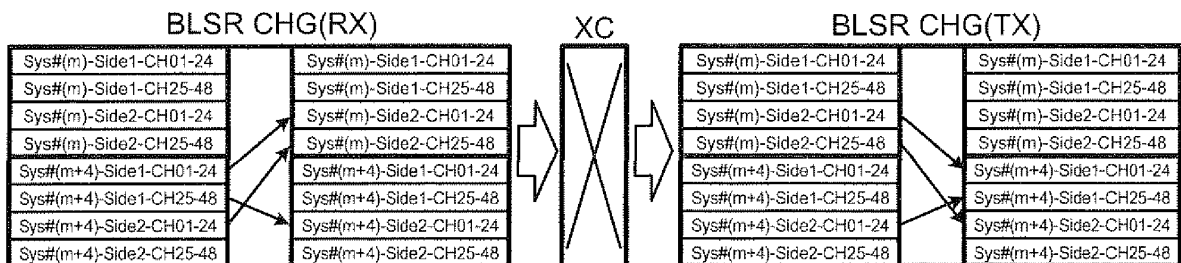 BLSR CHG(RX)
XC
BLSR CHG(TX)
Sys#(m)-Side1-CH01-24
Sys#(m)-Side1-CH25-48
Sys#(m)-Side2-CH01-24
Sys#(m)-Side2-CH25-48
Sys#(m+4)-Side1-CH01-24
Sys#(m+4)-Side1-CH25-48
Sys#(m+4)-Side2-CH01-24
Sys#(m+4)-Side2-CH25-48
Sys#(m)-Side1-CH01-24
Sys#(m)-Side1-CH25-48
Sys#(m)-Side2-CH01-24
Sys#(m)-Side2-CH25-48
Sys#(m+4)-Side1-CH01-24
Sys#(m+4)-Side1-CH25-48
Sys#(m+4)-Side2-CH01-24
Sys#(m+4)-Side2-CH25-48
Sys#(m)-Side1-CH01-24
Sys#(m)-Side1-CH25-48
Sys#(m)-Side2-CH01-24
Sys#(m)-Side2-CH25-48
Sys#(m+4)-Side1-CH01-24
Sys#(m+4)-Side1-CH25-48
Sys#(m+4)-Side2-CH01-24
Sys#(m+4)-Side2-CH25-48
Sys#(m)-Side1-CH01-24
Sys#(m)-Side1-CH25-48
Sys#(m)-Side2-CH01-24
Sys#(m)-Side2-CH25-48
Sys#(m+4)-Side1-CH01-24
Sys#(m+4)-Side1-CH25-48
Sys#(m+4)-Side2-CH01-24
Sys#(m+4)-Side2-CH25-48